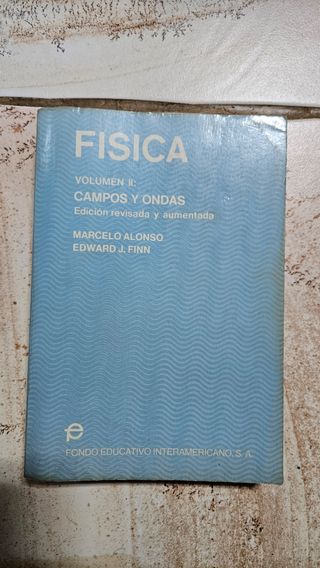 FISICA
VOLUMEN II:
CAMPOS Y ONDAS
Edición revisada y aumentada
MARCELO ALONSO
EDWARD J. FINN
FONDO EDUCATIVO INTERAMERICANO, S. A.